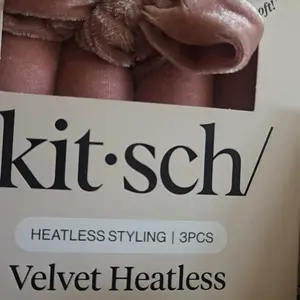 oft!
kit·sch/
HEATLESS STYLING | 3PCS
Velvet Heatless